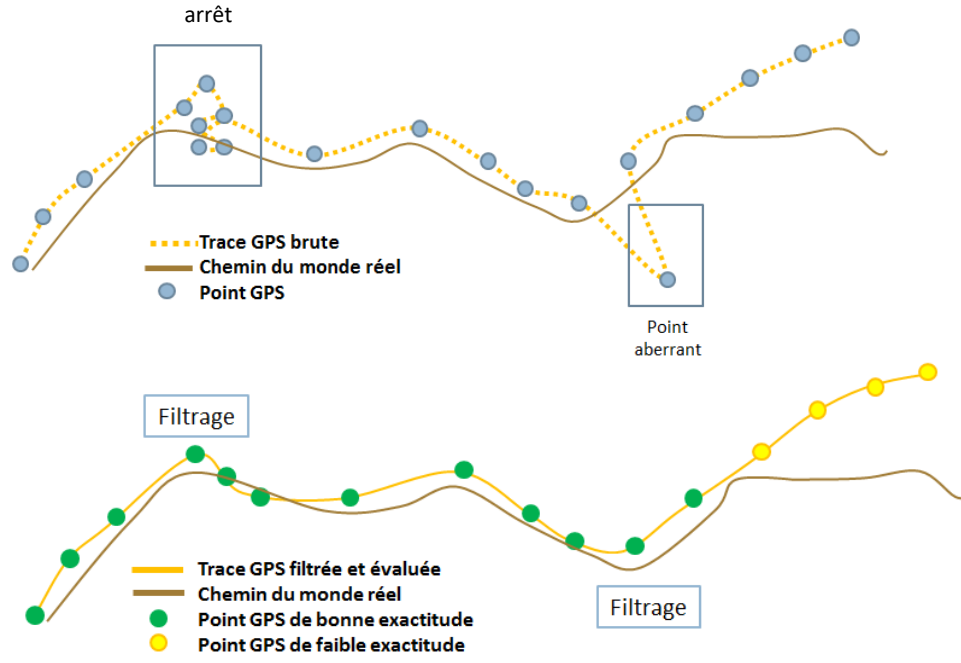 arrêt
Trace GPS brute
Chemin du monde réel
Point GPS
Point
aberrant
Filtrage
Trace GPS filtrée et évaluée
Chemin du monde réel
Point GPS de bonne exactitude
Point GPS de faible exactitude
Filtrage